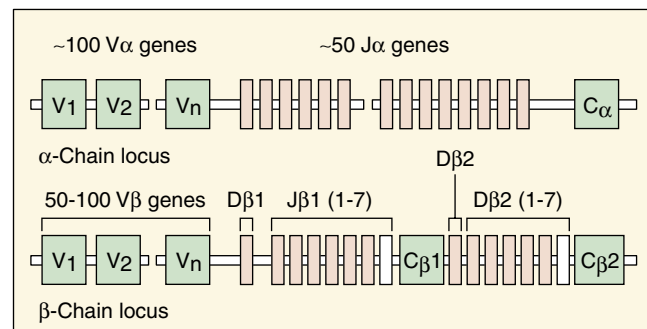 ~100 Vα genes ~50 Jα genes
V1 V2 Vn Cα
α-Chain locus
Dβ2
50-100 Vβ genes Dβ1 Jβ1 (1-7) Dβ2 (1-7)
V1 V2 Vn Cβ1 Cβ2
β-Chain locus